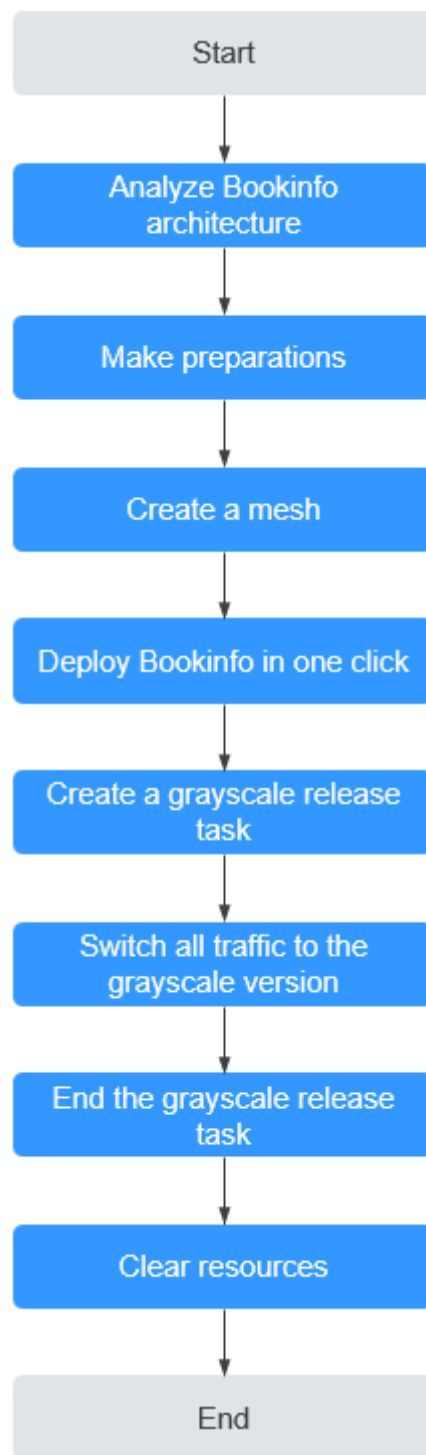 Start
Analyze Bookinfo
architecture
Make preparations
Create a mesh
Deploy Bookinfo in one click
Create a grayscale release
task
Switch all traffic to the
grayscale version
End the grayscale release
task
Clear resources
End